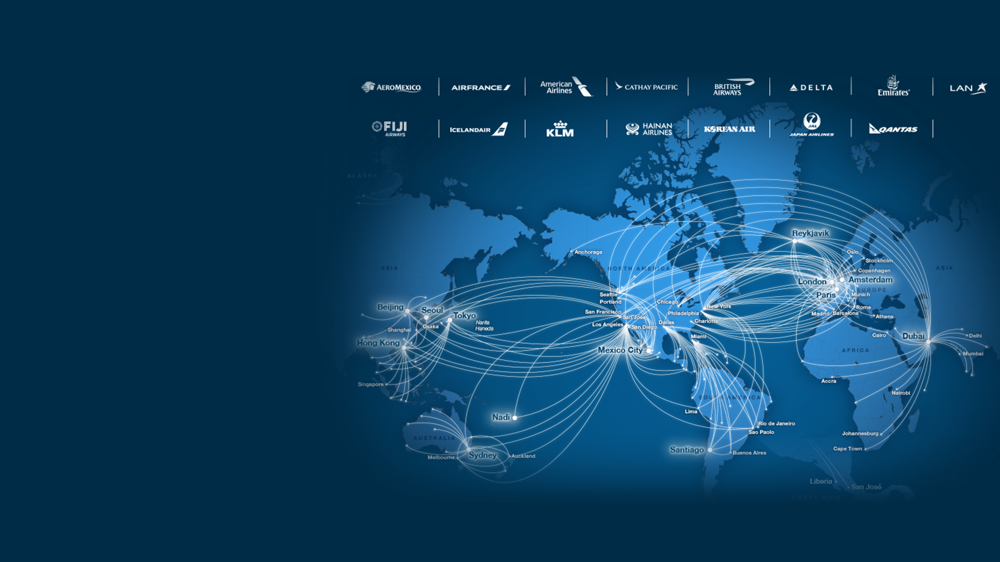 AEROMEXICO
AIRFRANCE
American
Airlines
CATHAY PACIFIC
BRITISH
AIRWAYS
DELTA
Emirates
LAN
FIJI
AIRWAYS
ICELANDAIR
KLM
HAINAN
AIRLINES
KOREAN AIR
JAL
JAPAN AIRLINES
QANTAS
ALASKA
Reykjavik
Anchorage
Oslo
Stockholm
ASIA
NORTH AMERICA
ASIA
Copenhagen
London
Amsterdam
EUROPE
Seattle
Paris
Munich
Portland
Chicago
Beijing
Seoul
New York
Rome
San Francisco
Philadelphia
Madrid
Barcelona
Tokyo
San Jose
Athens
Narita
Haneda
Osaka
Los Angeles
San Diego
Dallas
Charlotte
Shanghai
Miami
Cairo
Dubai
Delhi
Hong Kong
Mexico City
AFRICA
Mumbai
Singapore
Accra
Nairobi
SOUTH AMERICA
Lima
Nadi
Rio de Janeiro
Sao Paolo
Johannesburg
AUSTRALIA
Santiago
Cape Town
Buenos Aires
Melbourne
Sydney
Auckland
Liberia
San José
COSTA RICA